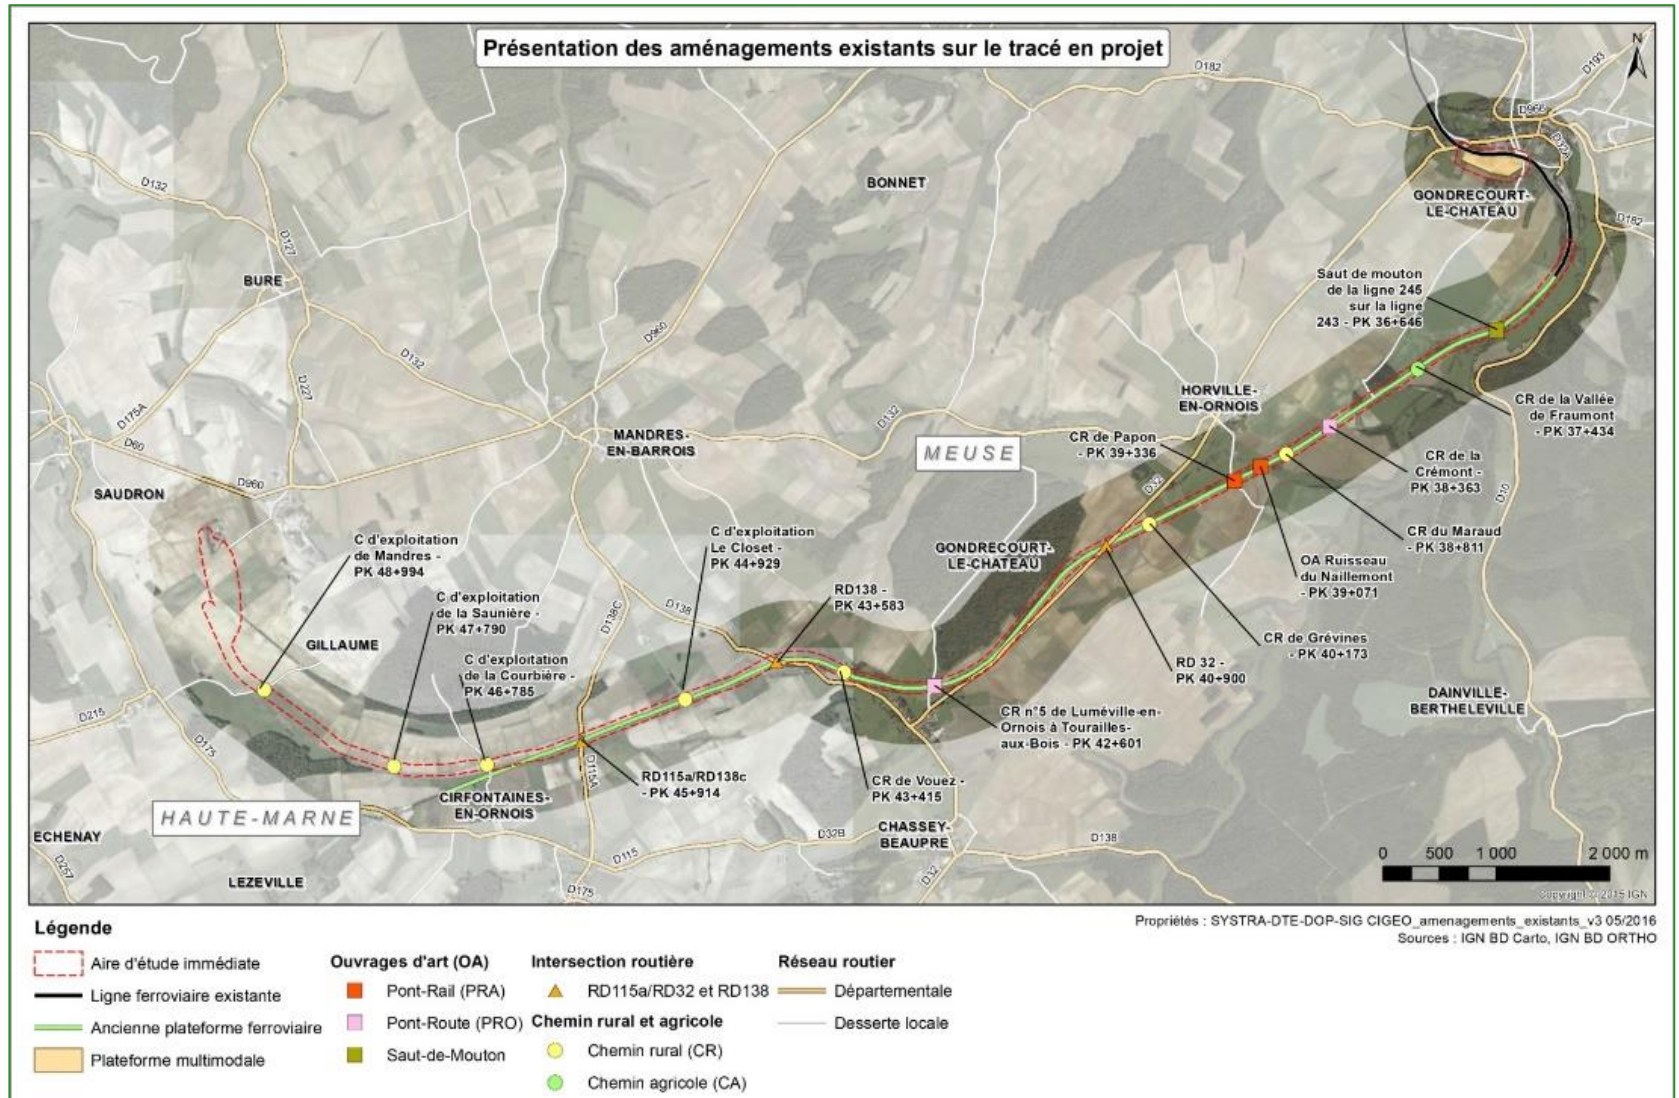 Présentation des aménagements existants sur le tracé en projet
N
D182
D193
D966
D32A
D132
BONNET
GONDRECOURT-
LE-CHATEAU
D182
D127
BURE
Saut de mouton
de la ligne 245
sur la ligne
243 - PK 36+646
D960
D132
D227
D175A
HORVILLE-
EN-ORNOIS
CR de la Vallée
de Fraumont
- PK 37+434
D132
D60
MANDRES-
EN-BARROIS
CR de Papon
- PK 39+336
MEUSE
CR de la
Crémont -
PK 38+363
D960
SAUDRON
D32
D10
C d'exploitation
de Mandres -
PK 48+994
C d'exploitation
Le Closet -
PK 44+929
GONDRECOURT-
LE-CHATEAU
CR du Maraud
- PK 38+811
OA Ruisseau
du Naillemont
- PK 39+071
C d'exploitation
de la Saunière -
PK 47+790
D138C
D138
RD138 -
PK 43+583
CR de Grévines
- PK 40+173
GILLAUME
C d'exploitation
de la Courbière -
PK 46+785
RD 32 -
PK 40+900
DAINVILLE-
BERTHELEVILLE
D215
D175
CR n°5 de Luméville-en-
Ornois à Tourailles-
aux-Bois - PK 42+601
D115A
RD115a/RD138c
- PK 45+914
CR de Vouez -
PK 43+415
CIRFONTAINES-
EN-ORNOIS
HAUTE-MARNE
ECHENAY
D257
CHASSEY-
BEAUPRE
D32B
D138
D115
D32
LEZEVILLE
D175
0 500 1 000 2 000 m
copyright © 2015 IGN
Propriétés : SYSTRA-DTE-DOP-SIG CIGEO_amenagements_existants_v3 05/2016
Sources : IGN BD Carto, IGN BD ORTHO
Légende
Aire d'étude immédiate
Ligne ferroviaire existante
Ancienne plateforme ferroviaire
Plateforme multimodale
Ouvrages d'art (OA)
Pont-Rail (PRA)
Pont-Route (PRO)
Saut-de-Mouton
Intersection routière
RD115a/RD32 et RD138
Chemin rural et agricole
Chemin rural (CR)
Chemin agricole (CA)
Réseau routier
Départementale
Desserte locale